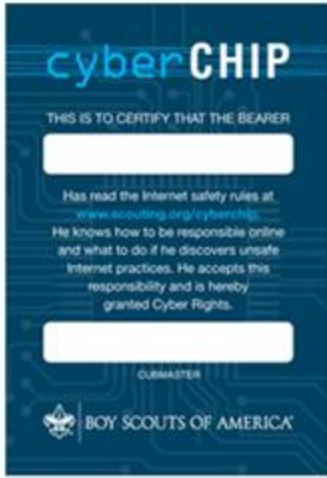 cyber CHIP
THIS IS TO CERTIFY THAT THE BEARER
Has read the Internet safety rules at
www.scouting.org/cyberchip.
He knows how to be responsible online
and what to do if he discovers unsafe
Internet practices. He accepts this
responsibility and is hereby
granted Cyber Rights.
CUBMASTER
BOY SCOUTS OF AMERICA®